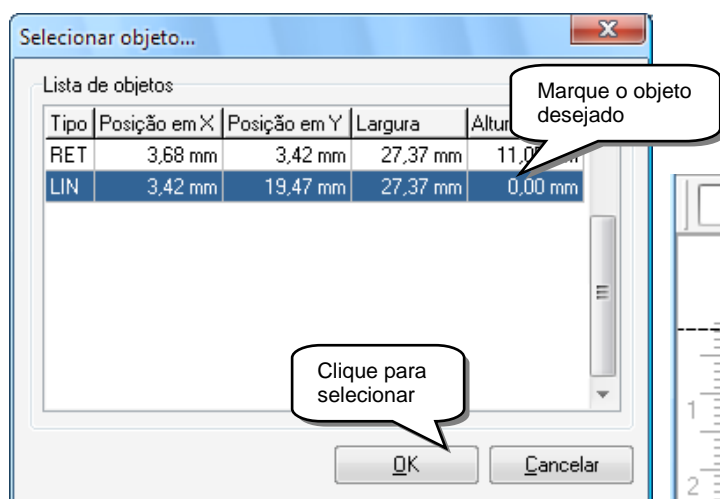 Selecionar objeto...
Lista de objetos
Marque o objeto
desejado
Tipo Posição em X Posição em Y Largura
RET 3,68 mm 3,42 mm 27,37 mm
LIN 3,42 mm 19,47 mm 27,37 mm 0,00 mm
Clique para
selecionar
OK Cancelar
1
2